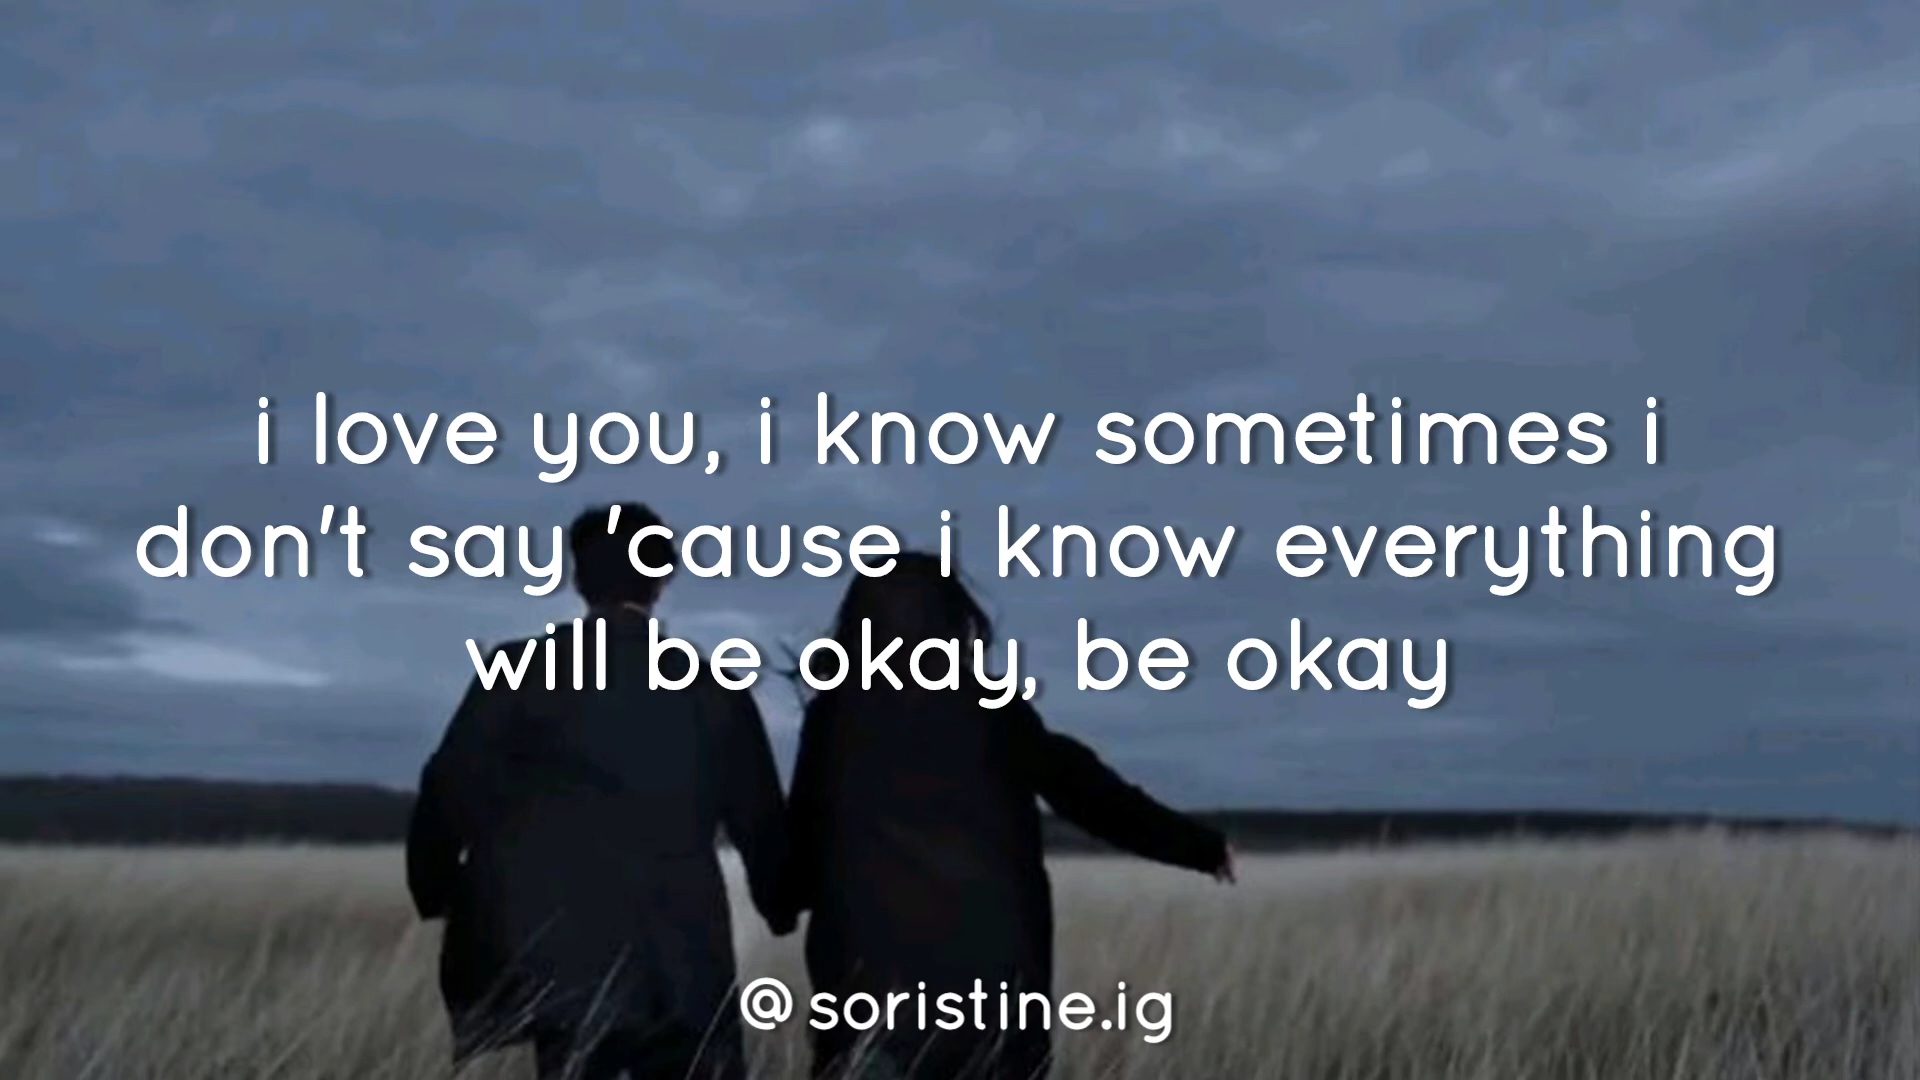 i love you, i know sometimes i
don't say 'cause i know everything
will be okay, be okay
@soristine.ig